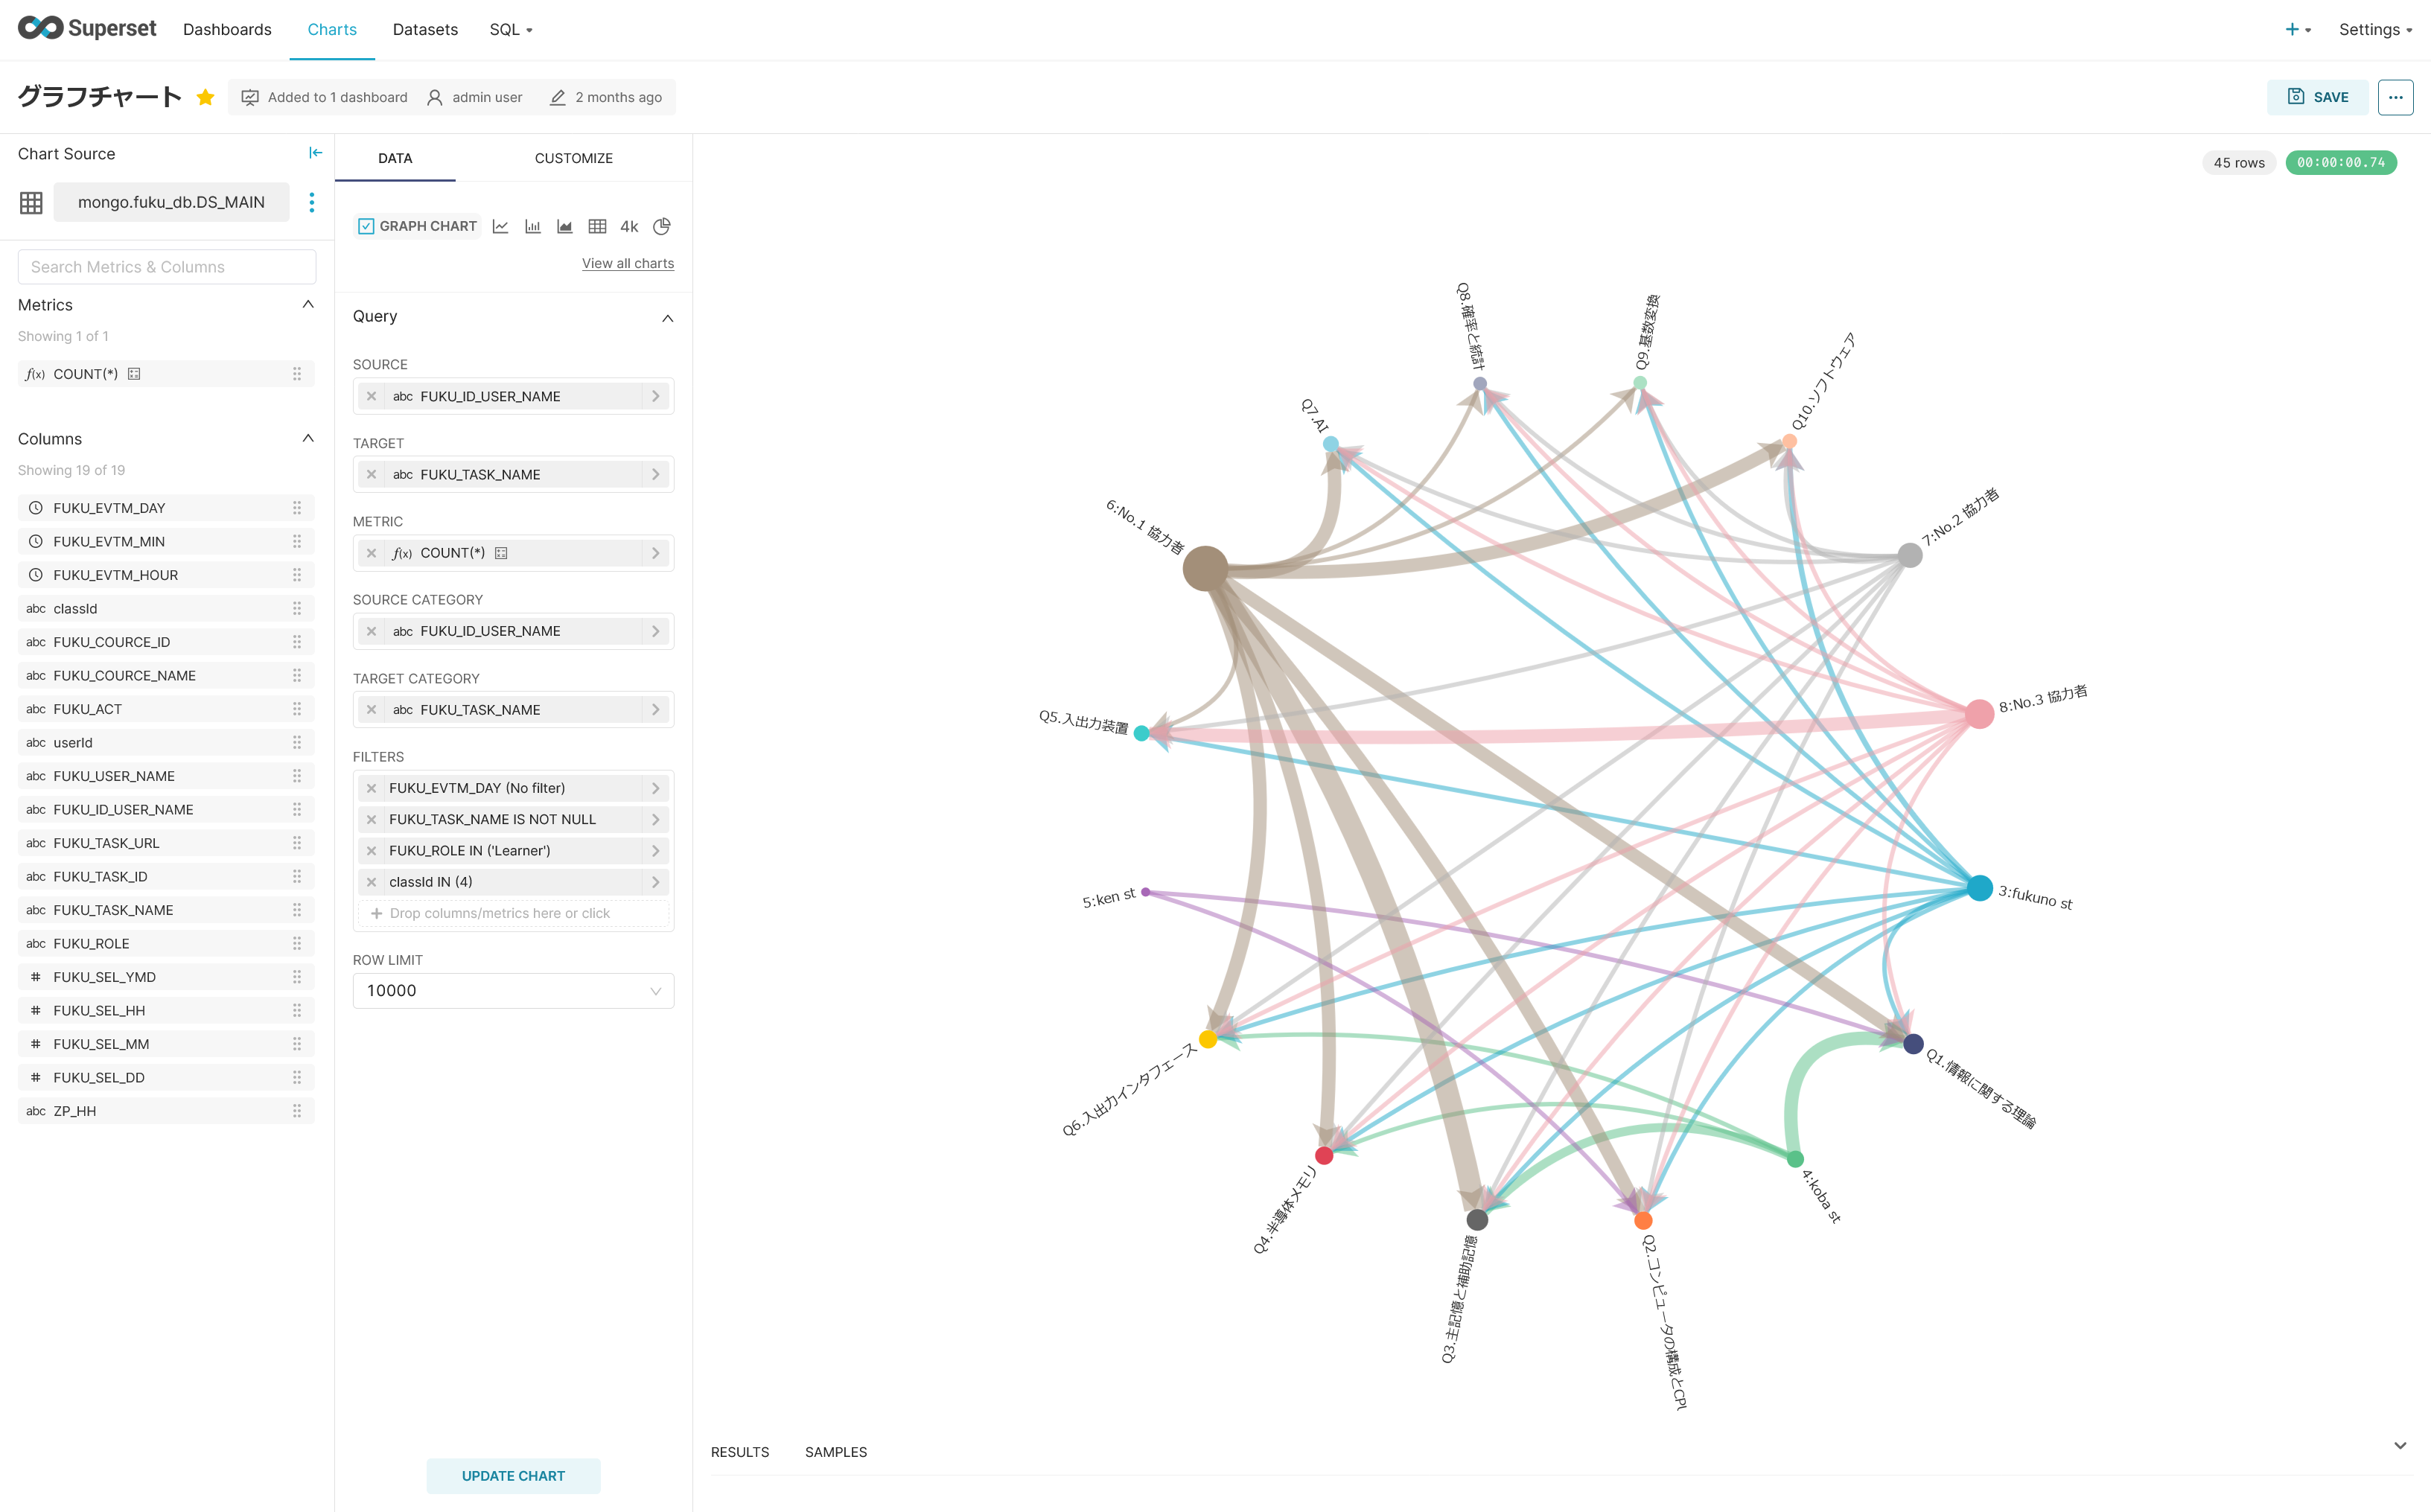 Superset Dashboards Charts Datasets SQL + Settings
グラフチャート Added to 1 dashboard admin user 2 months ago SAVE
Chart Source
mongo.fuku_db.DS_MAIN
Search Metrics & Columns
Metrics
Showing 1 of 1
f(x) COUNT(*)
Columns
Showing 19 of 19
FUKU_EVTM_DAY
FUKU_EVTM_MIN
FUKU_EVTM_HOUR
abc classId
abc FUKU_COURCE_ID
abc FUKU_COURCE_NAME
abc FUKU_ACT
abc userId
abc FUKU_USER_NAME
abc FUKU_ID_USER_NAME
abc FUKU_TASK_URL
abc FUKU_TASK_ID
abc FUKU_TASK_NAME
abc FUKU_ROLE
# FUKU_SEL_YMD
# FUKU_SEL_HH
# FUKU_SEL_MM
# FUKU_SEL_DD
abc ZP_HH
DATA CUSTOMIZE
GRAPH CHART 4k
View all charts
Query
SOURCE
abc FUKU_ID_USER_NAME
TARGET
abc FUKU_TASK_NAME
METRIC
f(x) COUNT(*)
SOURCE CATEGORY
abc FUKU_ID_USER_NAME
TARGET CATEGORY
abc FUKU_TASK_NAME
FILTERS
FUKU_EVTM_DAY (No filter)
FUKU_TASK_NAME IS NOT NULL
FUKU_ROLE IN ('Learner')
classId IN (4)
+ Drop columns/metrics here or click
ROW LIMIT
10000
UPDATE CHART
45 rows 00:00:00.74
Q8.確率と統計
Q9.基数変換
Q10.ソフトウェア
Q7.AI
7:No.2 協力者
6:No.1 協力者
8:No.3 協力者
Q5.入出力装置
5:ken st
3:fukuno st
Q6.入出力インタフェース
Q1.情報に関する理論
Q4.半導体メモリ
4:koba st
Q3.主記憶と補助記憶
Q2.コンピュータの構成とCPU
RESULTS SAMPLES